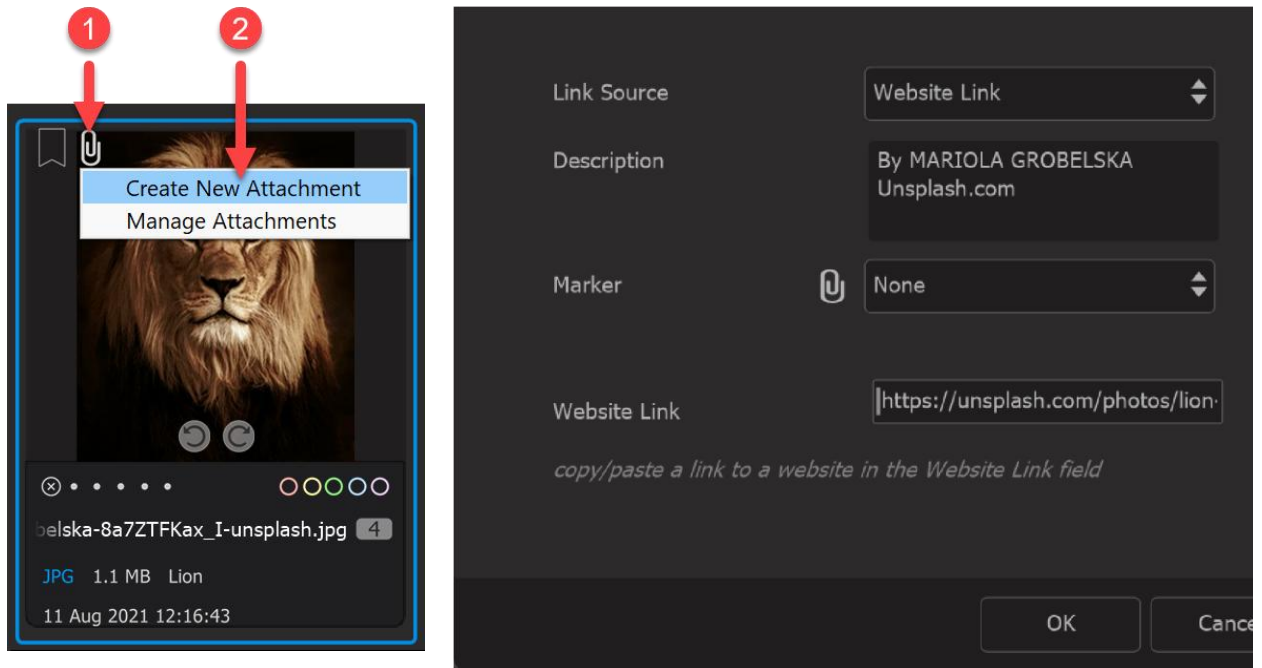 1
2
Create New Attachment
Manage Attachments
belska-8a7ZTFKax_I-unsplash.jpg 4
JPG 1.1 MB Lion
11 Aug 2021 12:16:43
Link Source
Website Link
Description
By MARIOLA GROBELSKA
Unsplash.com
Marker
None
Website Link
https://unsplash.com/photos/lion-
copy/paste a link to a website in the Website Link field
OK
Cance